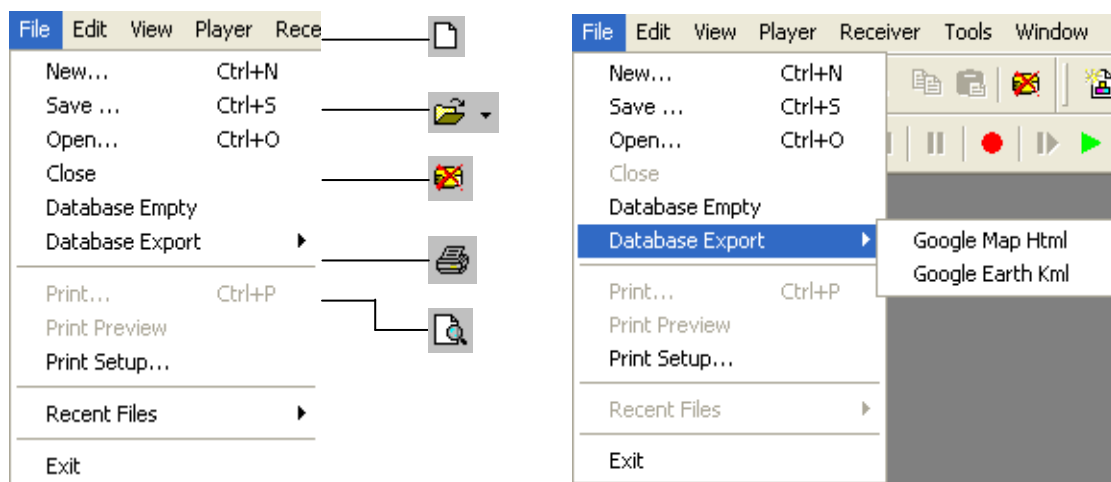 File Edit View Player Rece
New... Ctrl+N
Save ... Ctrl+S
Open... Ctrl+O
Close
Database Empty
Database Export
Print... Ctrl+P
Print Preview
Print Setup...
Recent Files
Exit
File Edit View Player Receiver Tools Window
New... Ctrl+N
Save ... Ctrl+S
Open... Ctrl+O
Close
Database Empty
Database Export
Google Map Html
Google Earth Kml
Print... Ctrl+P
Print Preview
Print Setup...
Recent Files
Exit